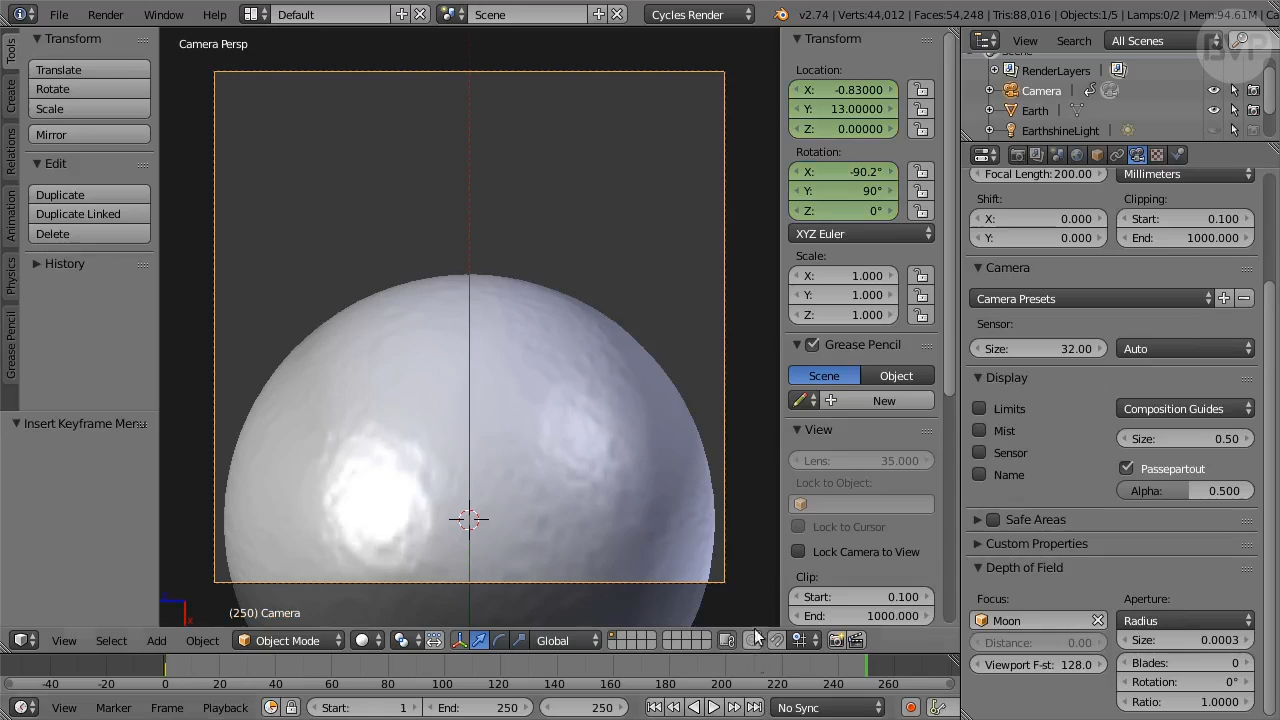 File Render Window Help Default Scene Cycles Render v2.74 | Verts:44,012 | Faces:54,248 | Tris:88,016 | Objects:1/5 | Lamps:0/2 | Mem:94.61M | Ca
BVP
Tools
Create
Relations
Animation
Physics
Grease Pencil
Transform
Translate
Rotate
Scale
Mirror
Edit
Duplicate
Duplicate Linked
Delete
History
Insert Keyframe Menu
Camera Persp
(250) Camera
Transform
Location:
X: -0.83000
Y: 13.00000
Z: 0.00000
Rotation:
X: -90.2°
Y: 90°
Z: 0°
XYZ Euler
Scale:
X: 1.000
Y: 1.000
Z: 1.000
Grease Pencil
Scene Object
New
View
Lens: 35.000
Lock to Object:
Lock to Cursor
Lock Camera to View
Clip:
Start: 0.100
End: 1000.000
View Search All Scenes
RenderLayers
Camera
Earth
EarthshineLight
Focal Length:200.00 Millimeters
Shift: Clipping:
X: 0.000 Start: 0.100
Y: 0.000 End: 1000.000
Camera
Camera Presets
Sensor:
Size: 32.00 Auto
Display
Limits Composition Guides
Mist Size: 0.50
Sensor Passepartout
Name Alpha: 0.500
Safe Areas
Custom Properties
Depth of Field
Focus: Aperture:
Moon Radius
Distance: 0.00 Size: 0.0003
Viewport F-st: 128.0 Blades: 0
Rotation: 0°
Ratio: 1.0000
View Select Add Object Object Mode Global
-40 -20 0 20 40 60 80 100 120 140 160 180 200 220 240 260
View Marker Frame Playback Start: 1 End: 250 250 No Sync